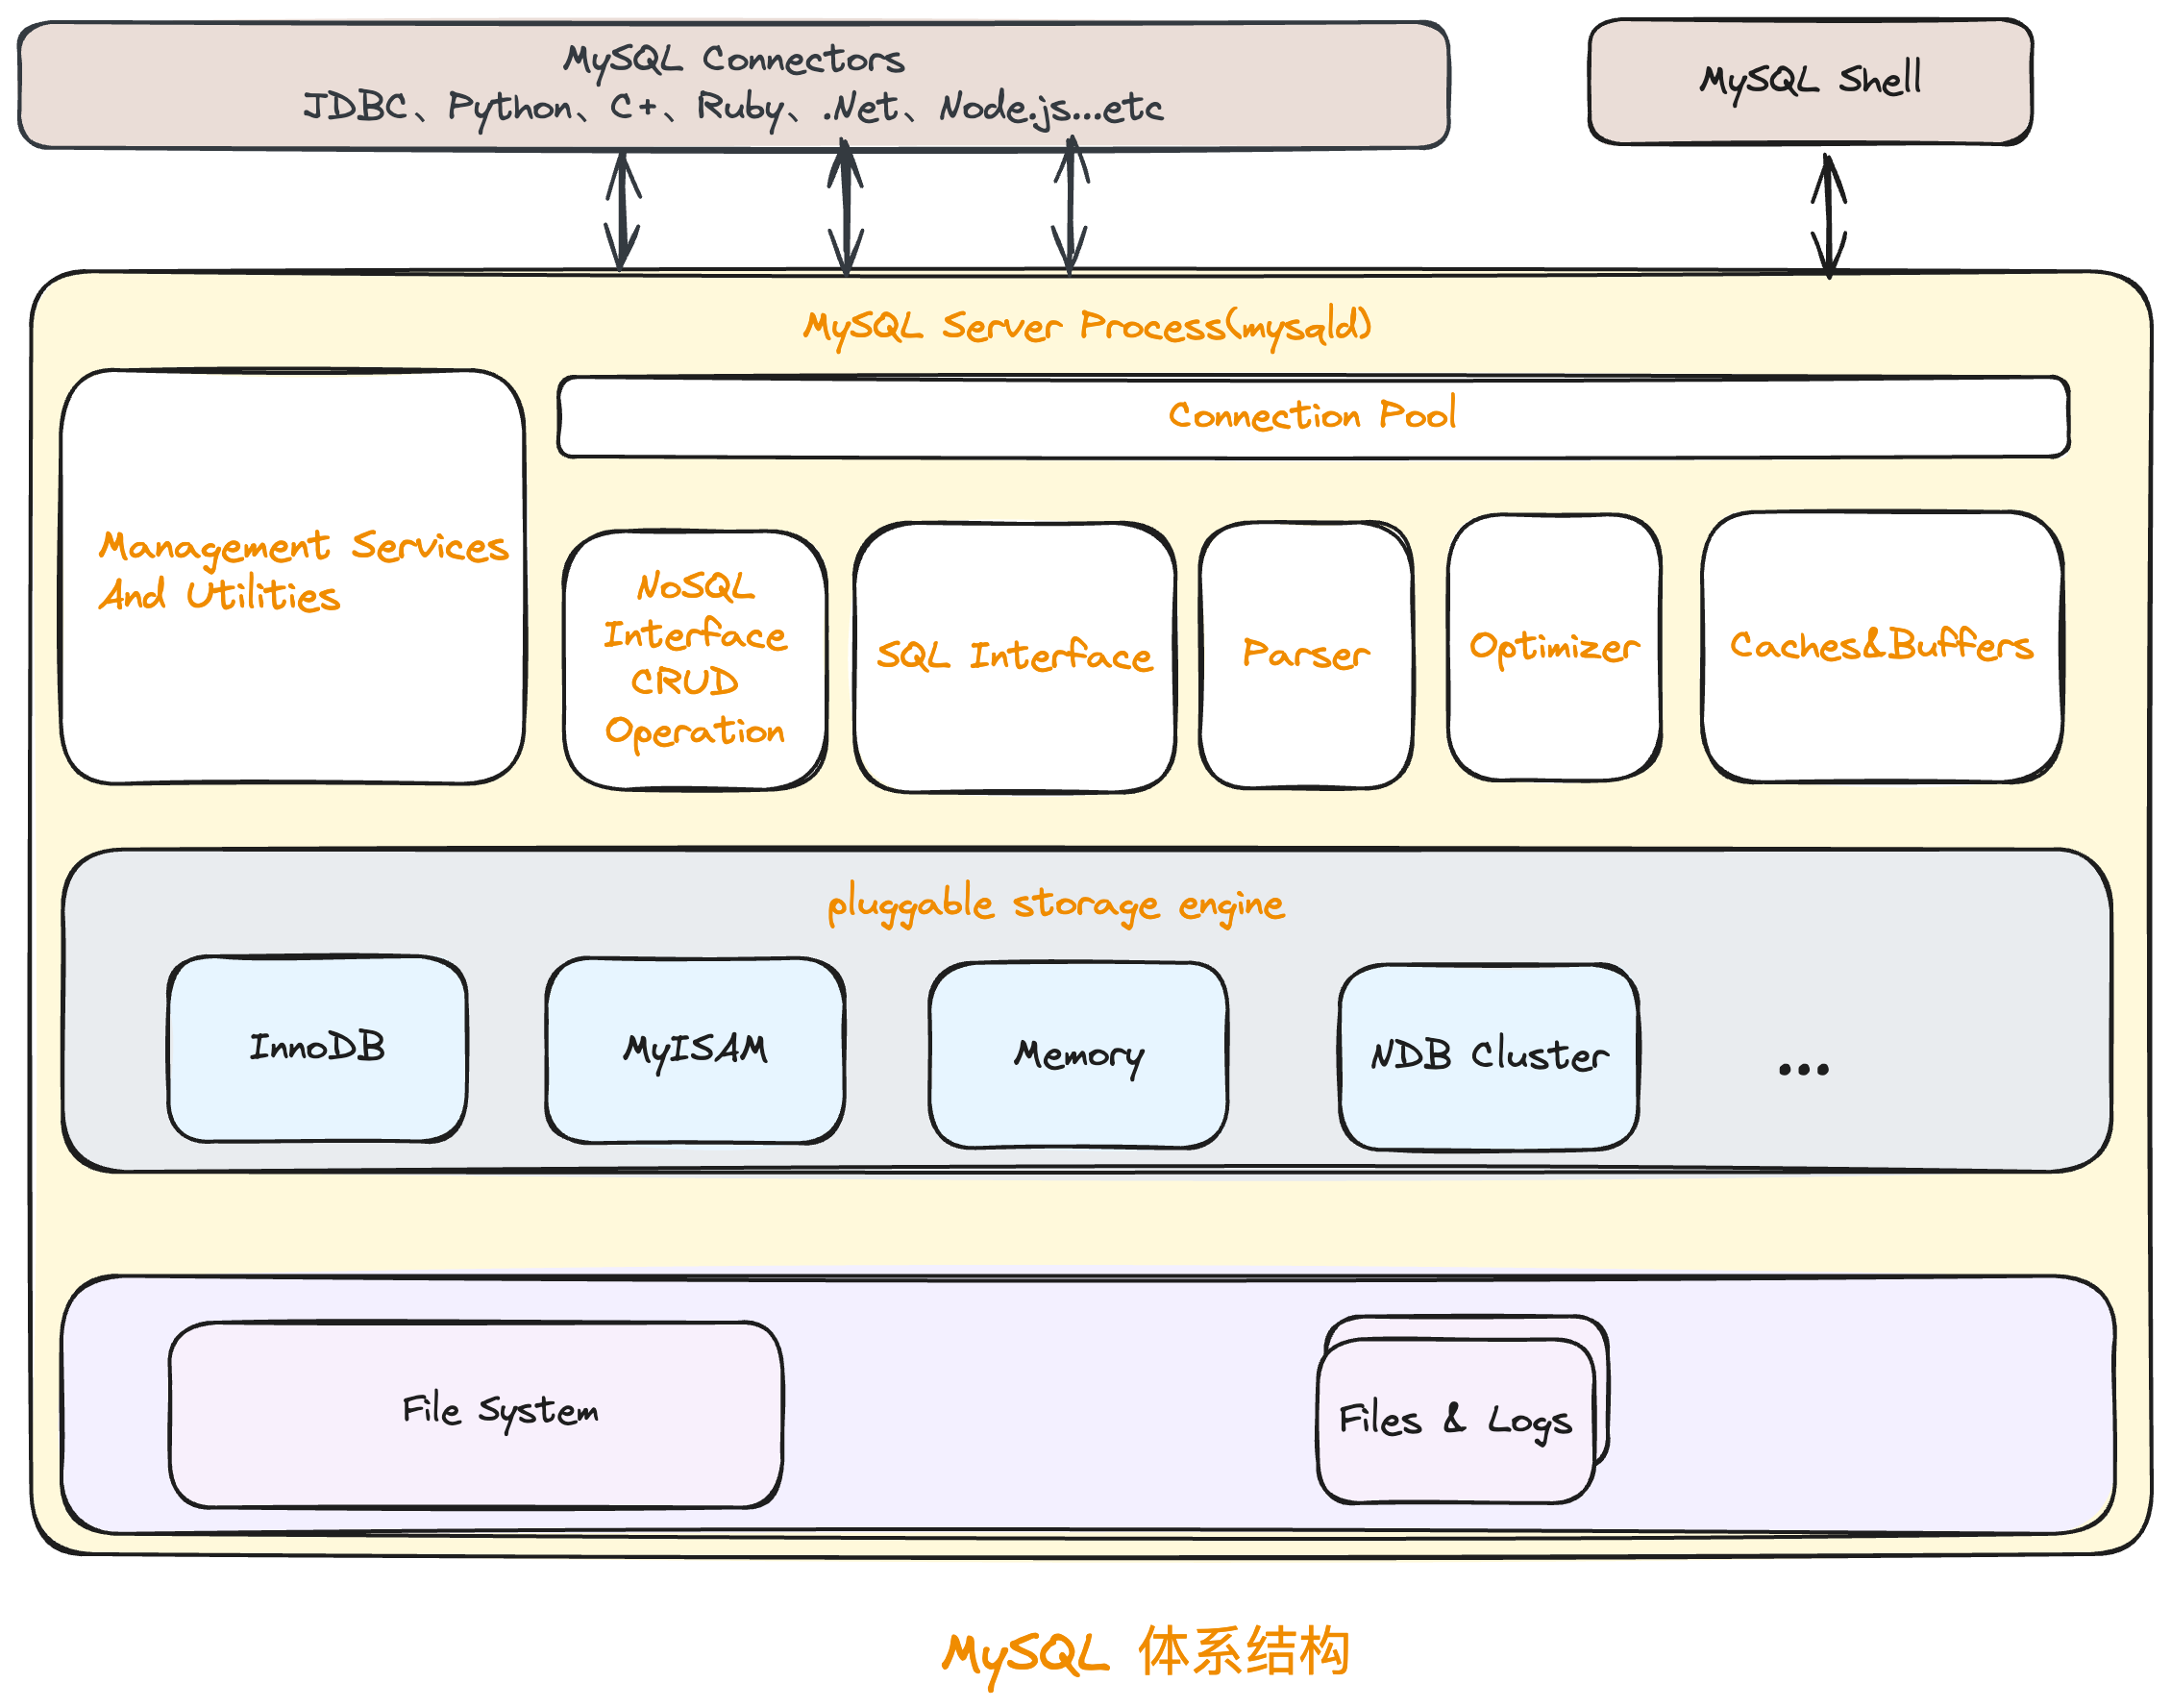 MySQL Connectors
JDBC、Python、C+、Ruby、.Net、Node.js...etc
MySQL Shell
MySQL Server Process(mysqld)
Connection Pool
Management Services
And Utilities
NoSQL
Interface
CRUD
Operation
SQL Interface
Parser
Optimizer
Caches&Buffers
pluggable storage engine
InnoDB
MyISAM
Memory
NDB Cluster
...
File System
Files & Logs
MySQL 体系结构